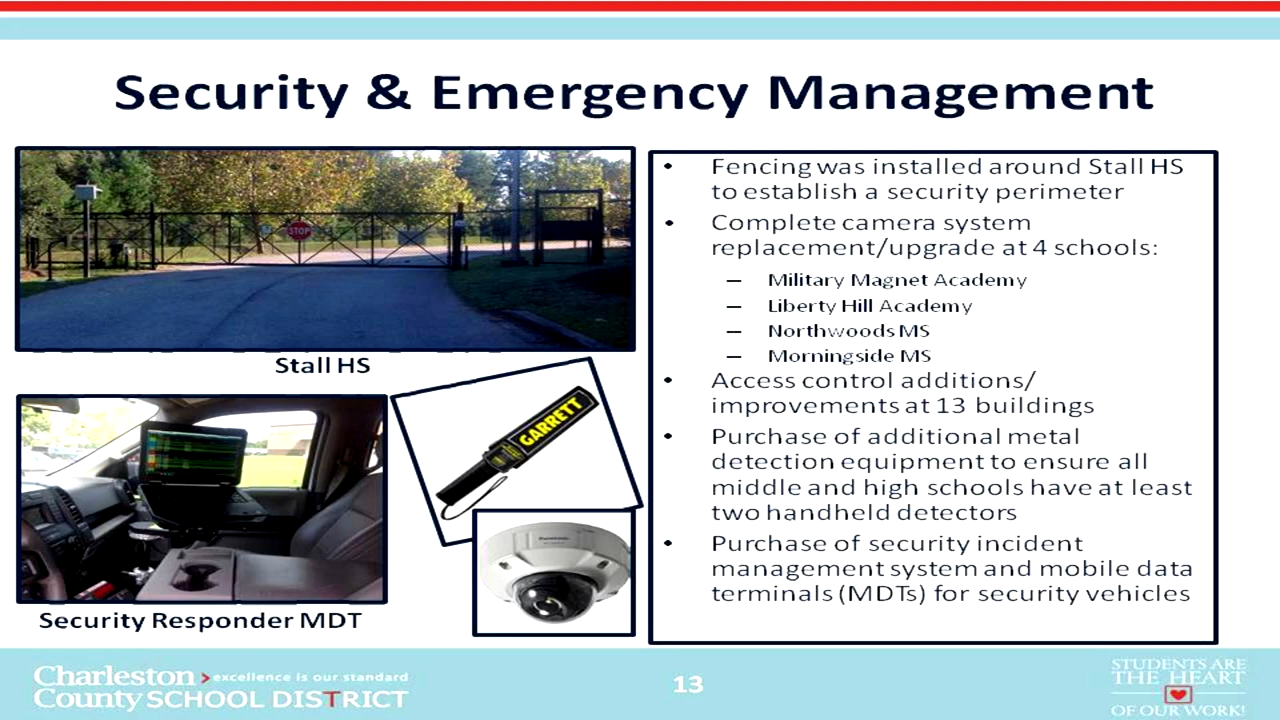 Security & Emergency Management
STOP
Stall HS
GARRETT
Security Responder MDT
• Fencing was installed around Stall HS
to establish a security perimeter
• Complete camera system
replacement/upgrade at 4 schools:
– Military Magnet Academy
– Liberty Hill Academy
– Northwoods MS
– Morningside MS
• Access control additions/
improvements at 13 buildings
• Purchase of additional metal
detection equipment to ensure all
middle and high schools have at least
two handheld detectors
• Purchase of security incident
management system and mobile data
terminals (MDTs) for security vehicles
Charleston > excellence is our standard
County SCHOOL DISTRICT
13
STUDENTS ARE
THE HEART
OF OUR WORK!